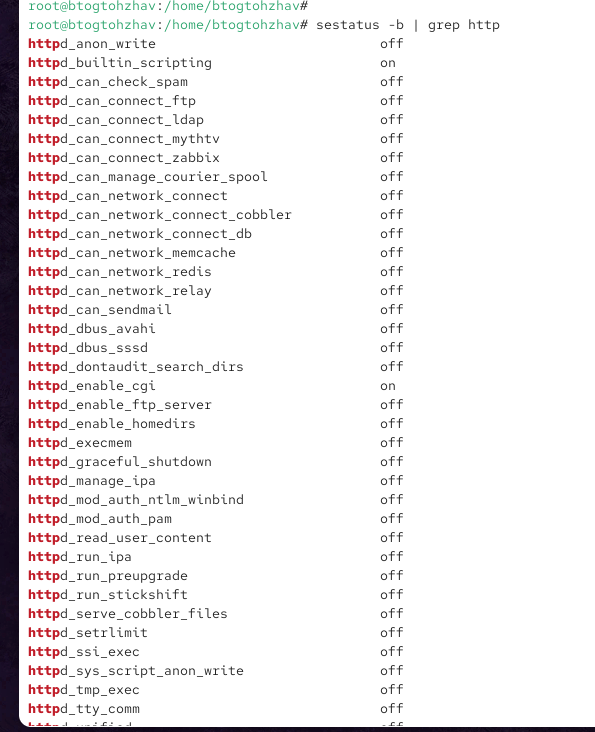 root@btogtohzhav:/home/btogtohzhav#
root@btogtohzhav:/home/btogtohzhav# sestatus -b | grep http
httpd_anon_write off
httpd_builtin_scripting on
httpd_can_check_spam off
httpd_can_connect_ftp off
httpd_can_connect_ldap off
httpd_can_connect_mythtv off
httpd_can_connect_zabbix off
httpd_can_manage_courier_spool off
httpd_can_network_connect off
httpd_can_network_connect_cobbler off
httpd_can_network_connect_db off
httpd_can_network_memcache off
httpd_can_network_redis off
httpd_can_network_relay off
httpd_can_sendmail off
httpd_dbus_avahi off
httpd_dbus_sssd off
httpd_dontaudit_search_dirs off
httpd_enable_cgi on
httpd_enable_ftp_server off
httpd_enable_homedirs off
httpd_execmem off
httpd_graceful_shutdown off
httpd_manage_ipa off
httpd_mod_auth_ntlm_winbind off
httpd_mod_auth_pam off
httpd_read_user_content off
httpd_run_ipa off
httpd_run_preupgrade off
httpd_run_stickshift off
httpd_serve_cobbler_files off
httpd_setrlimit off
httpd_ssi_exec off
httpd_sys_script_anon_write off
httpd_tmp_exec off
httpd_tty_comm off